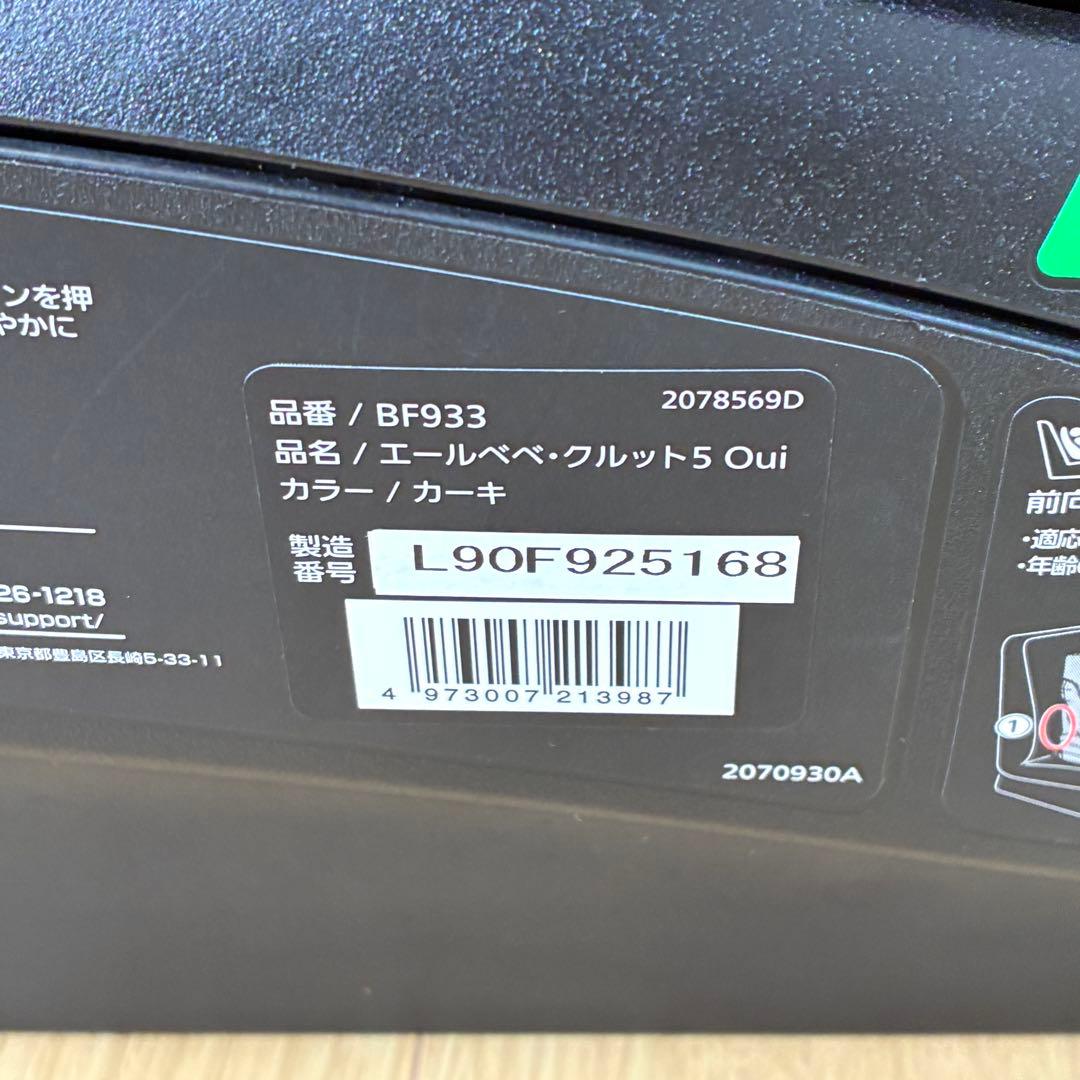 ンを押
やかに
品番 / BF933
2078569D
品名 / エールベベ・クルット5 Oui
カラー / カーキ
製造
番号
L90F925168
4 973007 213987
2070930A
26-1218
support/
東京都豊島区長崎5-33-11
前向
・適応
・年齢
1